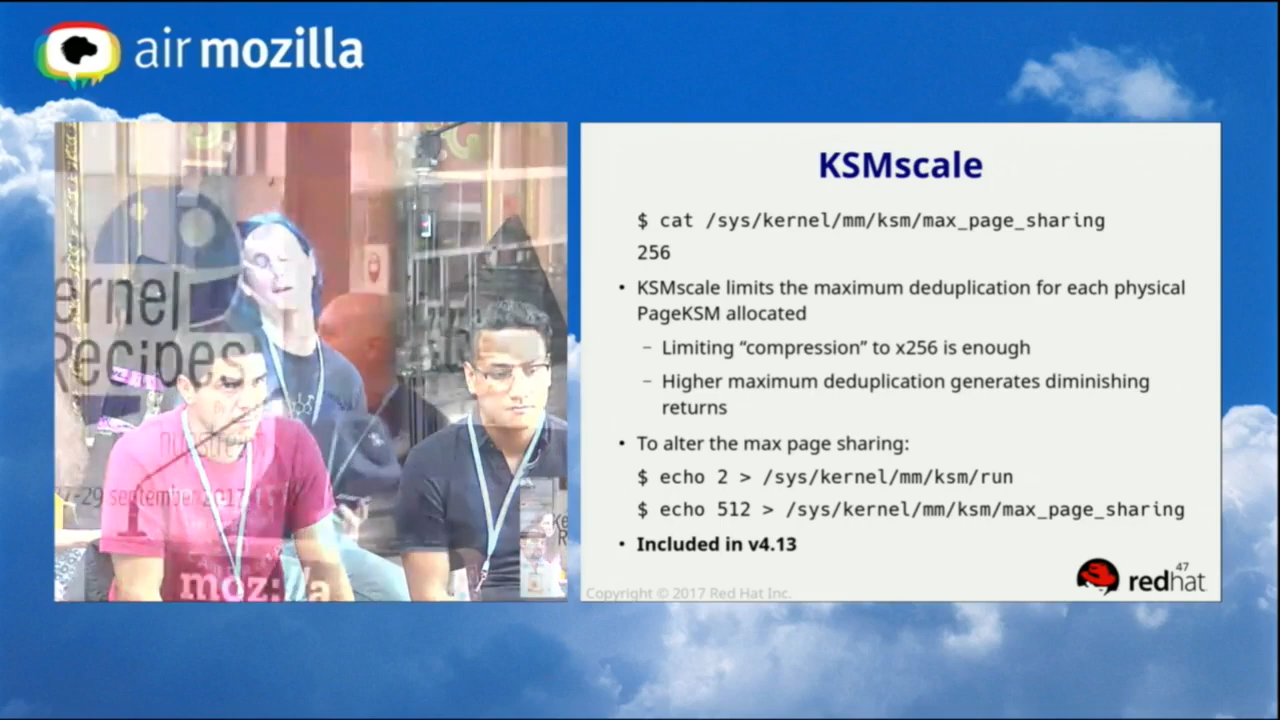 air mozilla
ernel
Recipes
september 2017
moz://a
KSMscale
$ cat /sys/kernel/mm/ksm/max_page_sharing
256
• KSMscale limits the maximum deduplication for each physical
PageKSM allocated
– Limiting “compression” to x256 is enough
– Higher maximum deduplication generates diminishing
returns
• To alter the max page sharing:
$ echo 2 > /sys/kernel/mm/ksm/run
$ echo 512 > /sys/kernel/mm/ksm/max_page_sharing
• Included in v4.13
47
redhat
Copyright © 2017 Red Hat Inc.